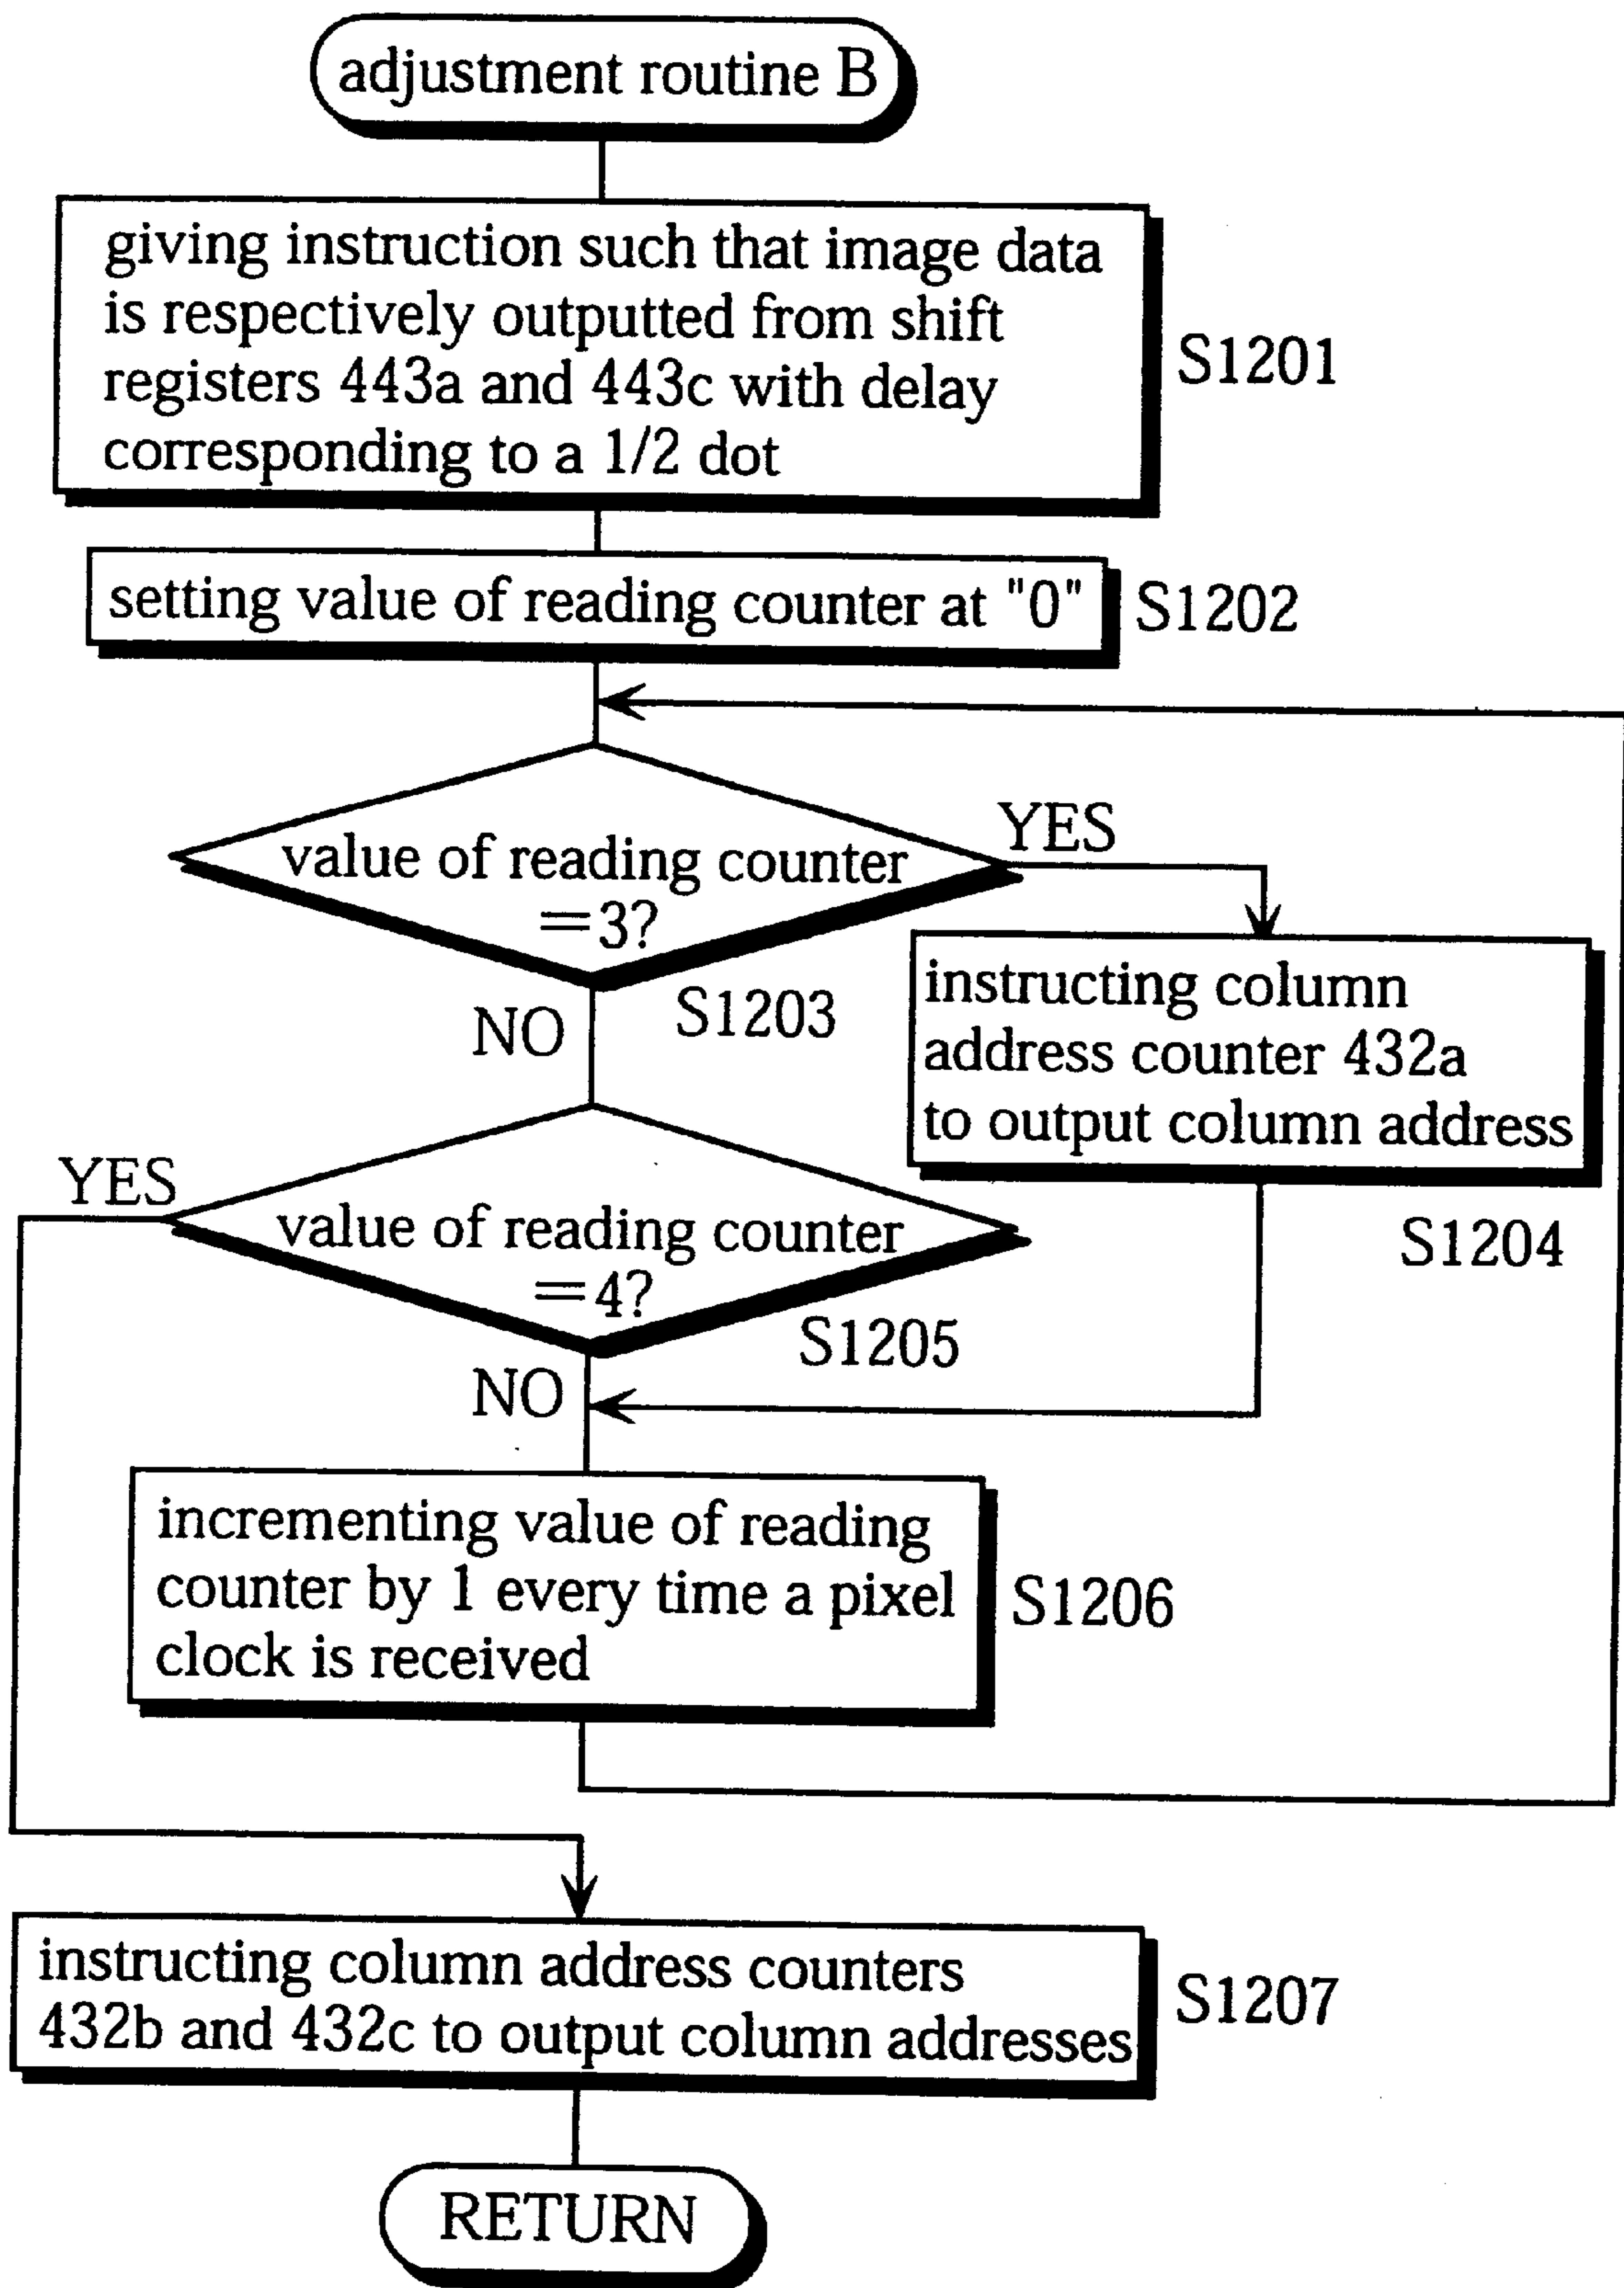 adjustment routine B
giving instruction such that image data
is respectively outputted from shift
registers 443a and 443c with delay
corresponding to a 1/2 dot
S1201
setting value of reading counter at "0"
S1202
value of reading counter
=3?
YES
S1203
NO
instructing column
address counter 432a
to output column address
S1204
YES
value of reading counter
=4?
S1205
NO
incrementing value of reading
counter by 1 every time a pixel
clock is received
S1206
instructing column address counters
432b and 432c to output column addresses
S1207
RETURN